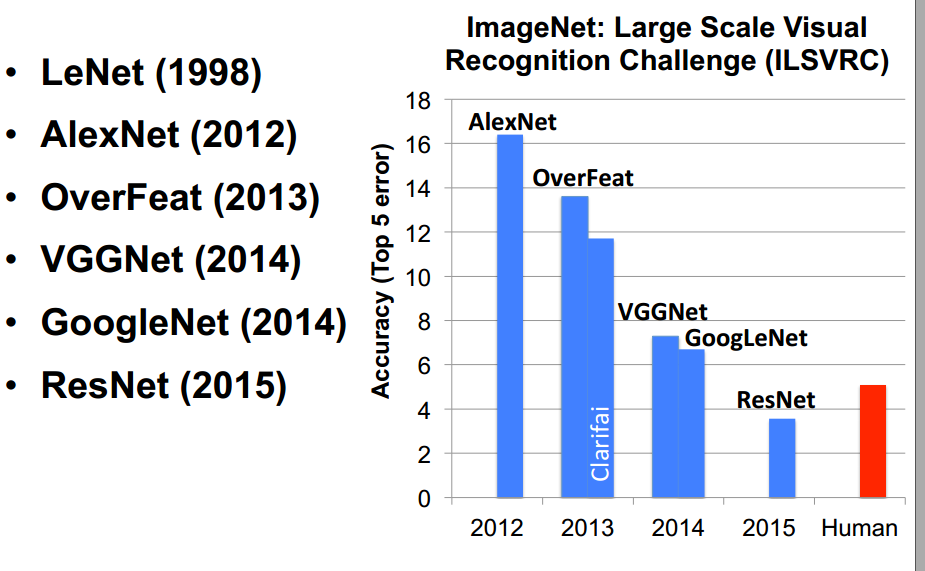 • LeNet (1998)
• AlexNet (2012)
• OverFeat (2013)
• VGGNet (2014)
• GoogleNet (2014)
• ResNet (2015)
ImageNet: Large Scale Visual
Recognition Challenge (ILSVRC)
Accuracy (Top 5 error)
18
16
14
12
10
8
6
4
2
0
AlexNet
OverFeat
Clarifai
VGGNet
GoogLeNet
ResNet
2012 2013 2014 2015 Human